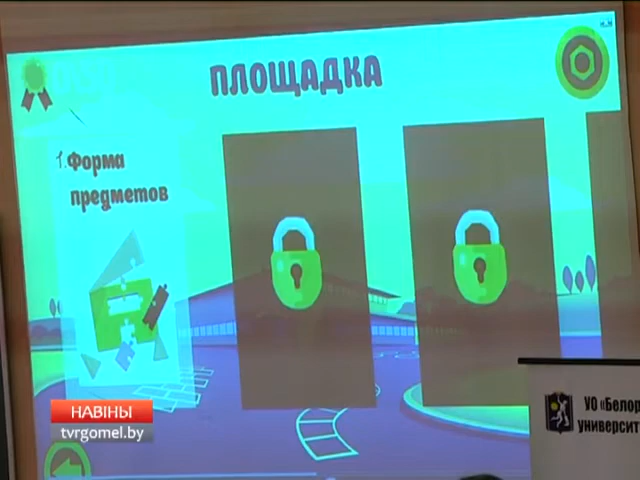 ПЛОЩАДКА
1. Форма
предметов
НАВІНЫ
tvrgomel.by
УО «Белор
университ